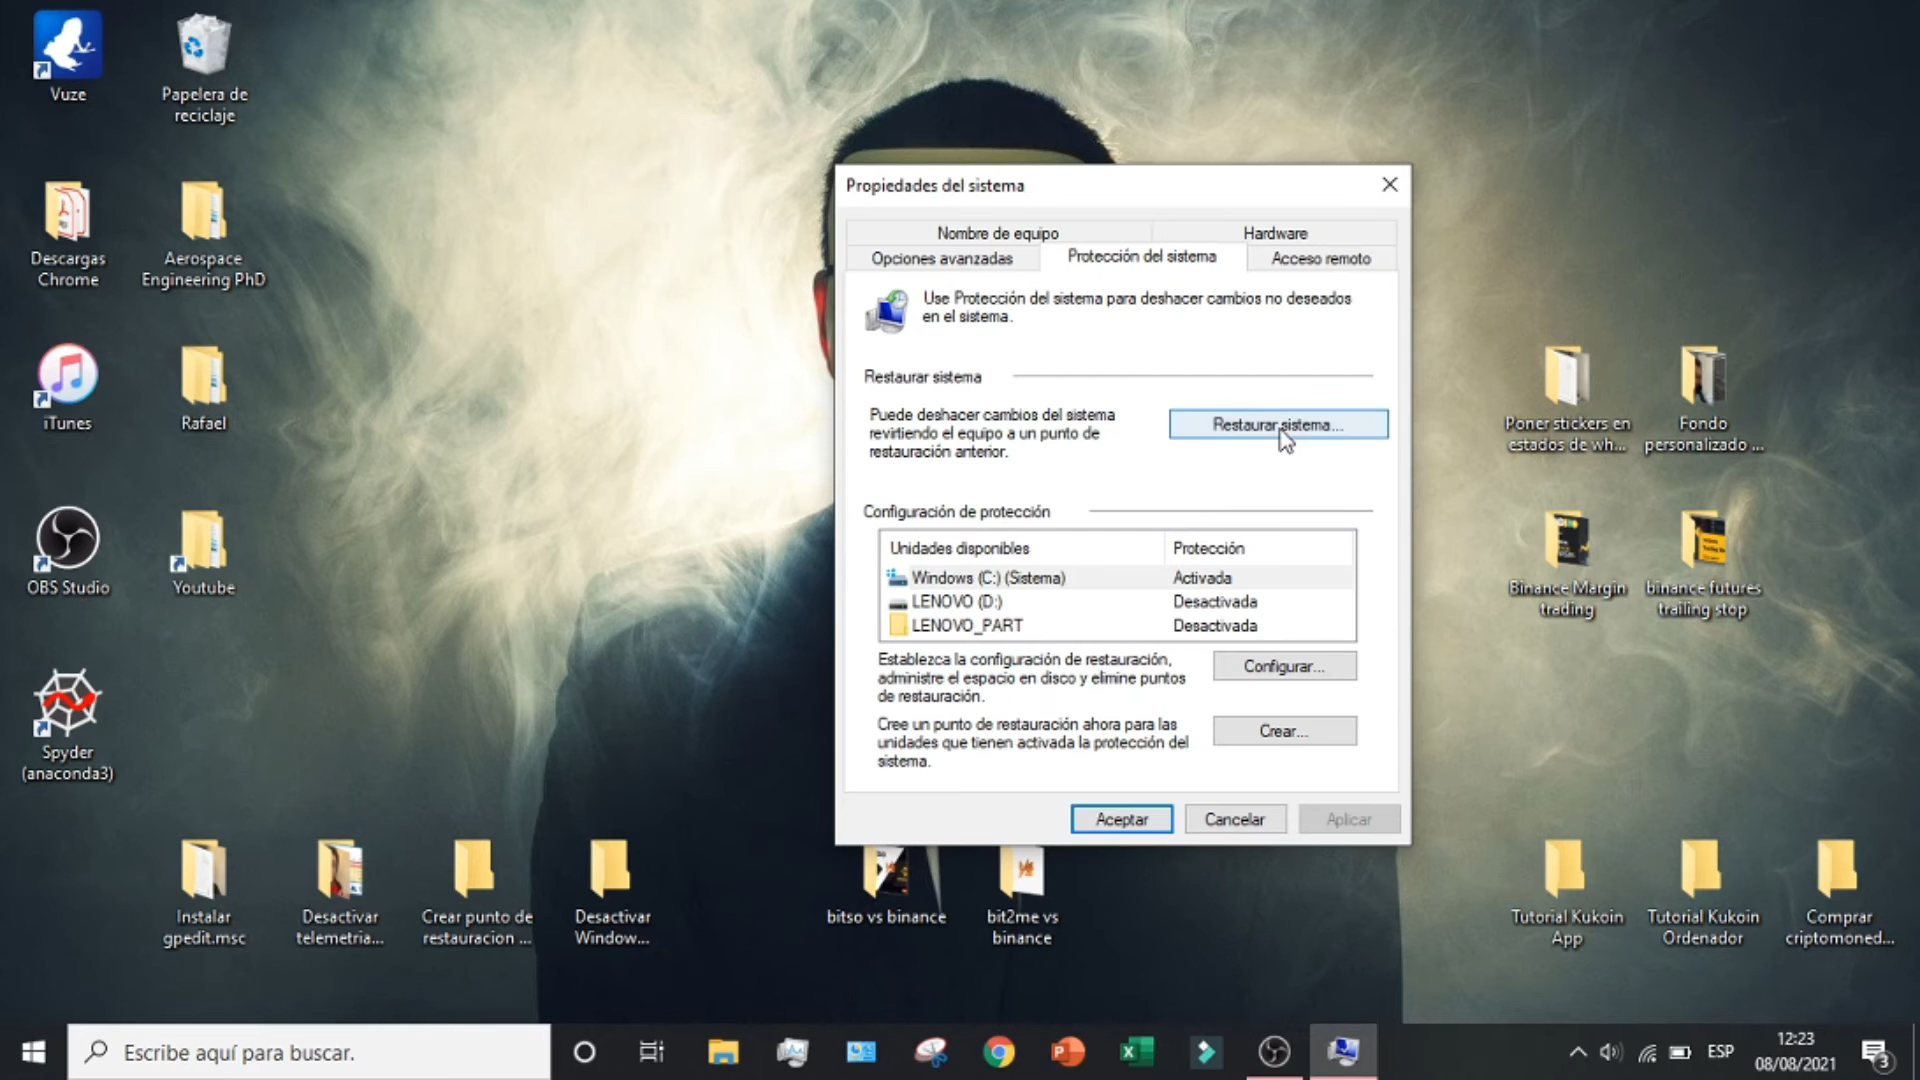 Vuze
Papelera de
reciclaje
Descargas
Chrome
Aerospace
Engineering PhD
iTunes
Rafael
OBS Studio
Youtube
Spyder
(anaconda3)
Instalar
gpedit.msc
Desactivar
telemetria...
Crear punto de
restauracion ...
Desactivar
Window...
bitso vs binance
bit2me vs
binance
Propiedades del sistema
Nombre de equipo
Hardware
Opciones avanzadas
Protección del sistema
Acceso remoto
Use Protección del sistema para deshacer cambios no deseados
en el sistema.
Restaurar sistema
Puede deshacer cambios del sistema
revirtiendo el equipo a un punto de
restauración anterior.
Restaurar sistema...
Configuración de protección
Unidades disponibles
Protección
Windows (C:) (Sistema)
Activada
LENOVO (D:)
Desactivada
LENOVO_PART
Desactivada
Establezca la configuración de restauración,
administre el espacio en disco y elimine puntos
de restauración.
Configurar...
Cree un punto de restauración ahora para las
unidades que tienen activada la protección del
sistema.
Crear...
Aceptar
Cancelar
Aplicar
Poner stickers en
estados de wh...
Fondo
personalizado ...
Binance Margin
trading
binance futures
trailing stop
Tutorial Kukoin
App
Tutorial Kukoin
Ordenador
Comprar
criptomoned...
Escribe aquí para buscar.
ESP
12:23
08/08/2021
3